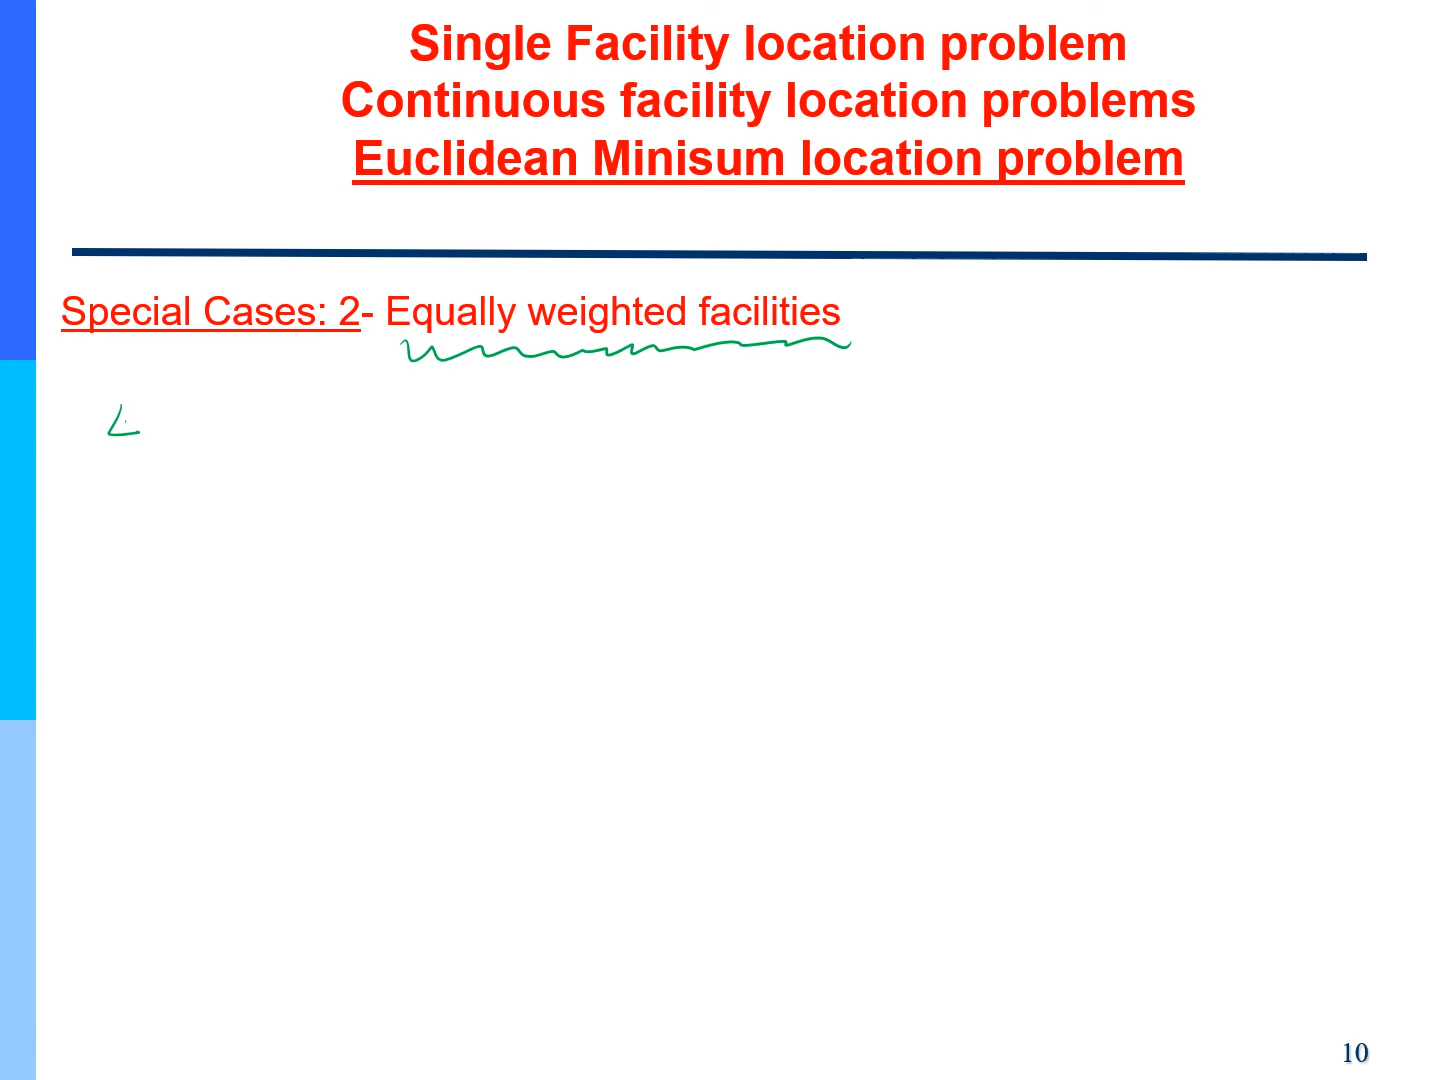 Single Facility location problem
Continuous facility location problems
Euclidean Minisum location problem
Special Cases: 2- Equally weighted facilities
10